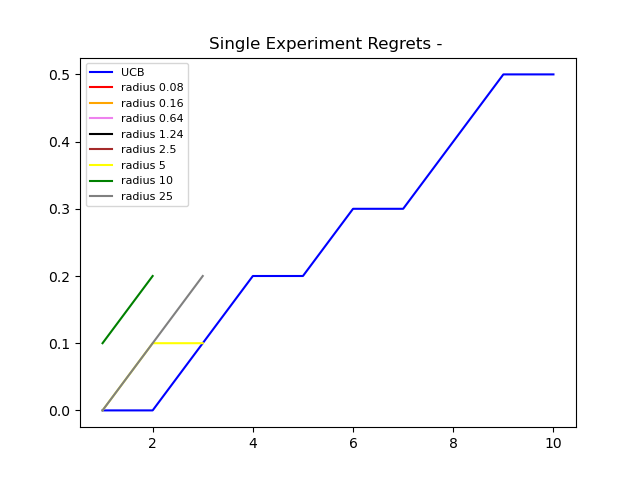 Single Experiment Regrets -
UCB
radius 0.08
radius 0.16
radius 0.64
radius 1.24
radius 2.5
radius 5
radius 10
radius 25
0.5
0.4
0.3
0.2
0.1
0.0
2 4 6 8 10